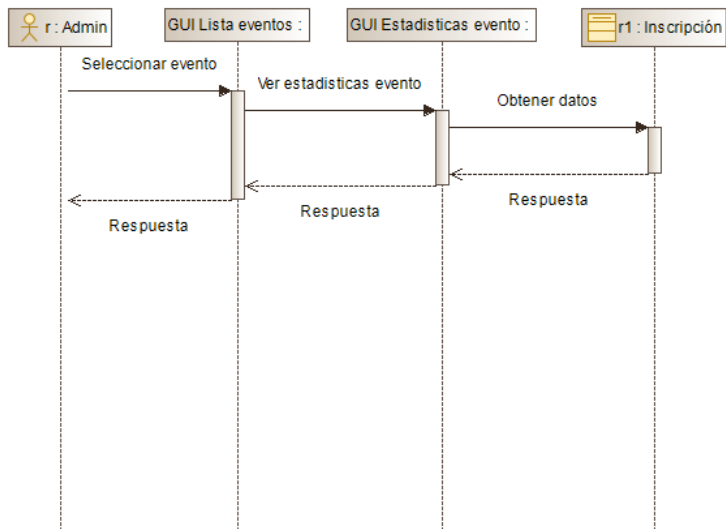 r : Admin
GUI Lista eventos :
GUI Estadisticas evento :
r1 : Inscripción
Seleccionar evento
Ver estadisticas evento
Obtener datos
Respuesta
Respuesta
Respuesta